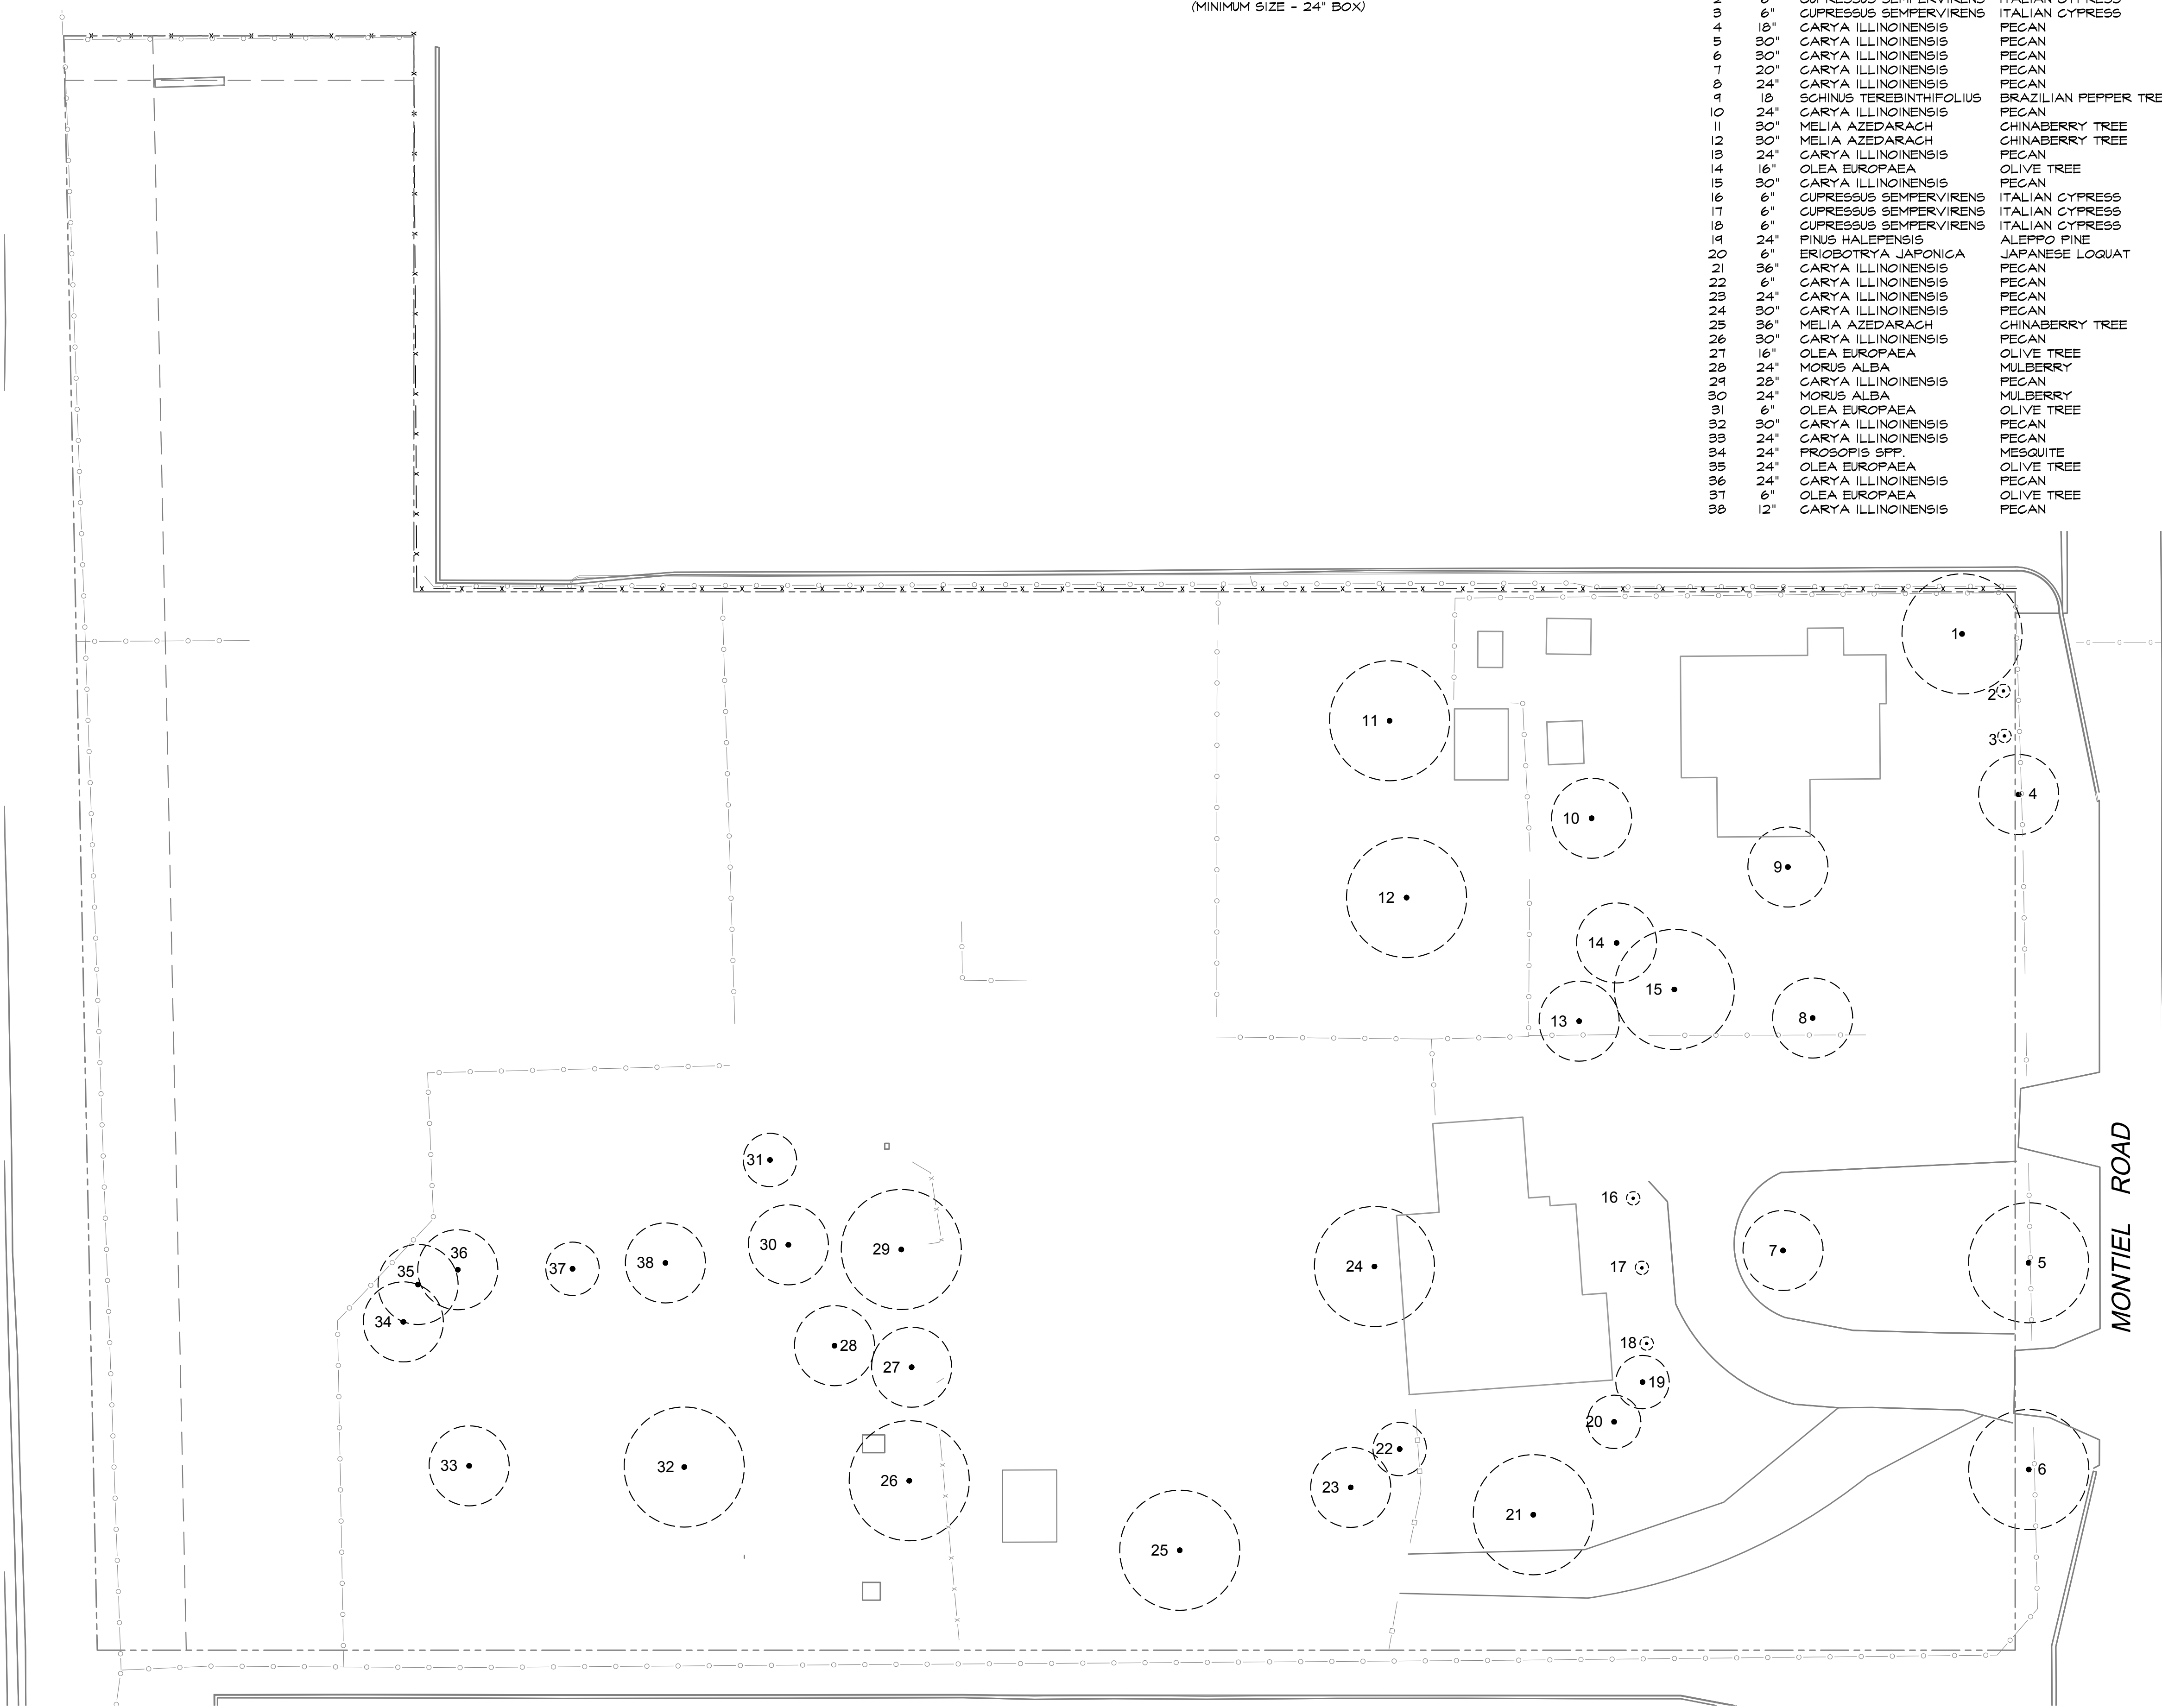 (MINIMUM SIZE - 24" BOX)
2 6" CUPRESSUS SEMPERVIRENS ITALIAN CYPRESS
3 6" CUPRESSUS SEMPERVIRENS ITALIAN CYPRESS
4 18" CARYA ILLINOINENSIS PECAN
5 30" CARYA ILLINOINENSIS PECAN
6 30" CARYA ILLINOINENSIS PECAN
7 20" CARYA ILLINOINENSIS PECAN
8 24" CARYA ILLINOINENSIS PECAN
9 18 SCHINUS TEREBINTHIFOLIUS BRAZILIAN PEPPER TRE
10 24" CARYA ILLINOINENSIS PECAN
11 30" MELIA AZEDARACH CHINABERRY TREE
12 30" MELIA AZEDARACH CHINABERRY TREE
13 24" CARYA ILLINOINENSIS PECAN
14 16" OLEA EUROPAEA OLIVE TREE
15 30" CARYA ILLINOINENSIS PECAN
16 6" CUPRESSUS SEMPERVIRENS ITALIAN CYPRESS
17 6" CUPRESSUS SEMPERVIRENS ITALIAN CYPRESS
18 6" CUPRESSUS SEMPERVIRENS ITALIAN CYPRESS
19 24" PINUS HALEPENSIS ALEPPO PINE
20 6" ERIOBOTRYA JAPONICA JAPANESE LOQUAT
21 36" CARYA ILLINOINENSIS PECAN
22 6" CARYA ILLINOINENSIS PECAN
23 24" CARYA ILLINOINENSIS PECAN
24 30" CARYA ILLINOINENSIS PECAN
25 36" MELIA AZEDARACH CHINABERRY TREE
26 30" CARYA ILLINOINENSIS PECAN
27 16" OLEA EUROPAEA OLIVE TREE
28 24" MORUS ALBA MULBERRY
29 28" CARYA ILLINOINENSIS PECAN
30 24" MORUS ALBA MULBERRY
31 6" OLEA EUROPAEA OLIVE TREE
32 30" CARYA ILLINOINENSIS PECAN
33 24" CARYA ILLINOINENSIS PECAN
34 24" PROSOPIS SPP. MESQUITE
35 24" OLEA EUROPAEA OLIVE TREE
36 24" CARYA ILLINOINENSIS PECAN
37 6" OLEA EUROPAEA OLIVE TREE
38 12" CARYA ILLINOINENSIS PECAN
1
2
11
3
4
10
9
12
14
15
13
8
31
16
30
29
7
36
37
38
24
17
5
35
34
28
18
27
19
20
22
33
32
26
23
6
21
25
MONTIEL ROAD